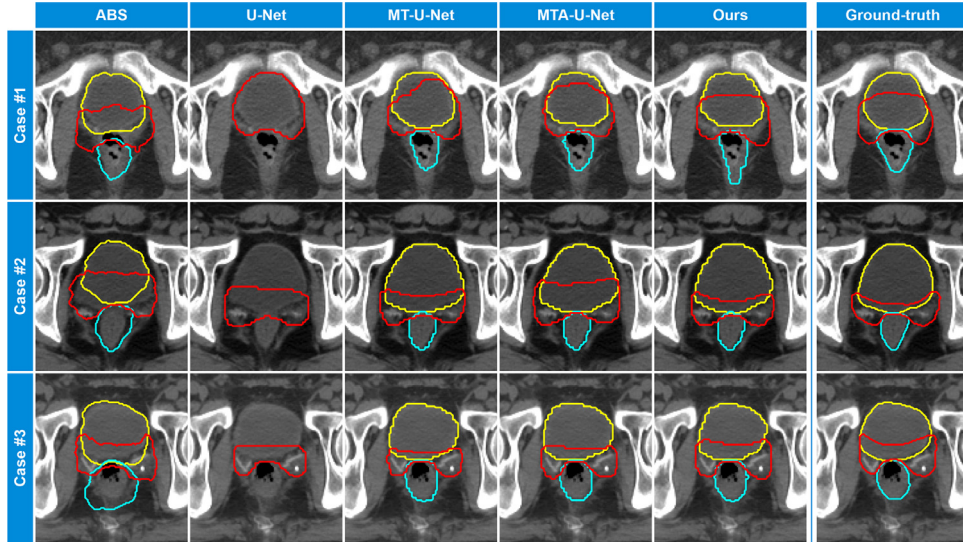 ABS U-Net MT-U-Net MTA-U-Net Ours Ground-truth
Case #1
Case #2
Case #3